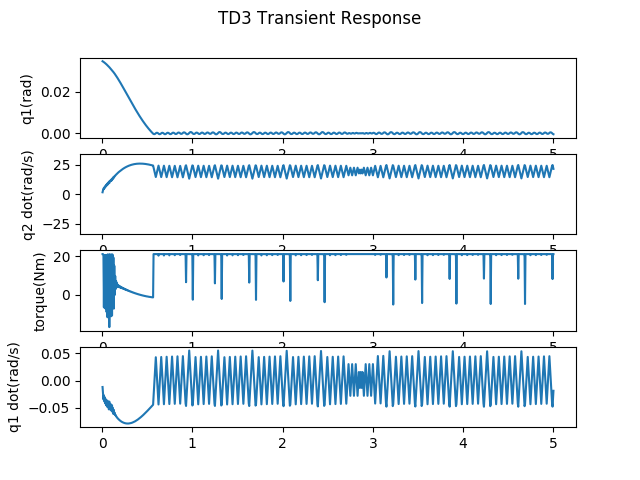 TD3 Transient Response
q1(rad)
0.02
0.00
0 1 2 3 4 5
q2 dot(rad/s)
25
0
−25
0 1 2 3 4 5
torque(Nm)
20
0
0 1 2 3 4 5
q1 dot(rad/s)
0.05
0.00
−0.05
0 1 2 3 4 5